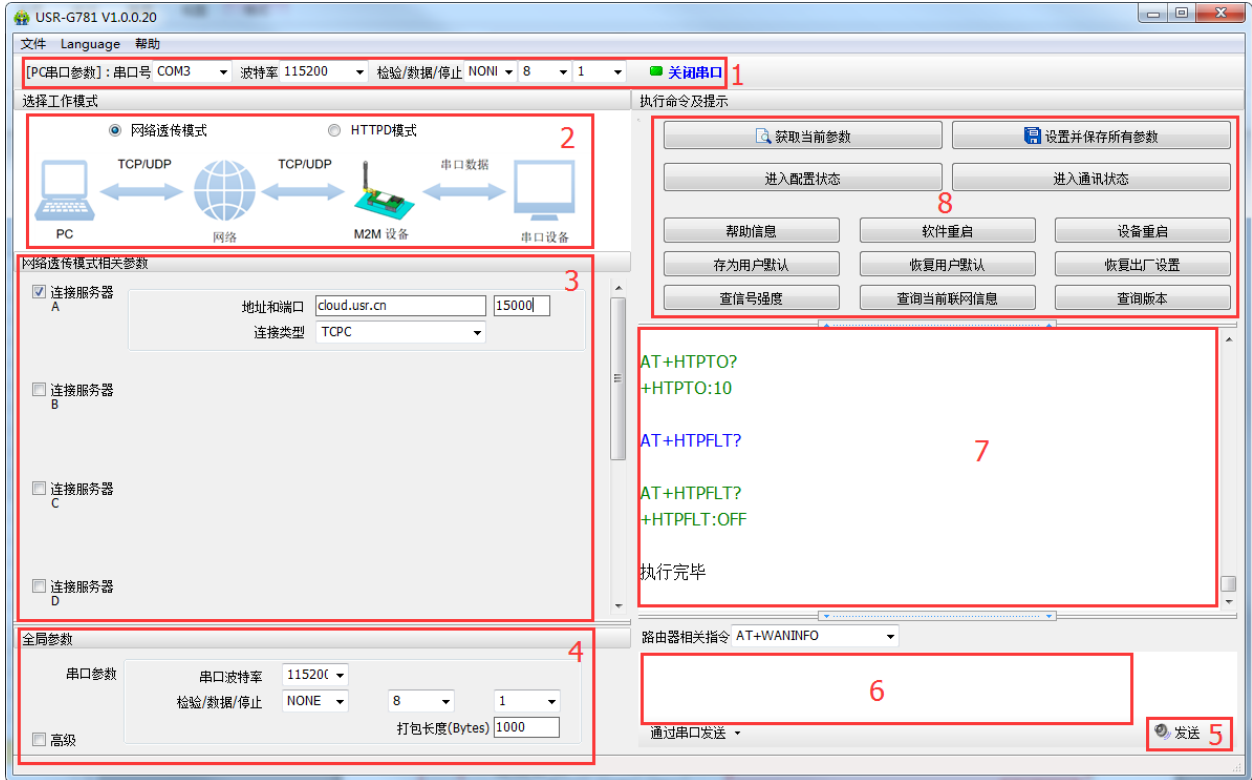 USR-G781 V1.0.0.20
文件 Language 帮助
[PC串口参数]：串口号 COM3 波特率 115200 检验/数据/停止 NONI 8 1 关闭串口 1
选择工作模式
网络透传模式 HTTPD模式 2
TCP/UDP TCP/UDP 串口数据
PC 网络 M2M 设备 串口设备
网络透传模式相关参数
3
连接服务器
A
地址和端口 cloud.usr.cn 15000
连接类型 TCPC
连接服务器
B
连接服务器
C
连接服务器
D
全局参数
4
串口参数 串口波特率 11520(
检验/数据/停止 NONE 8 1
打包长度(Bytes) 1000
高级
执行命令及提示
获取当前参数 设置并保存所有参数
进入配置状态 进入通讯状态
8
帮助信息 软件重启 设备重启
存为用户默认 恢复用户默认 恢复出厂设置
查信号强度 查询当前联网信息 查询版本
AT+HTPTO?
+HTPTO:10
AT+HTPFLT?
7
AT+HTPFLT?
+HTPFLT:OFF
执行完毕
路由器相关指令 AT+WANINFO
6
通过串口发送 发送 5